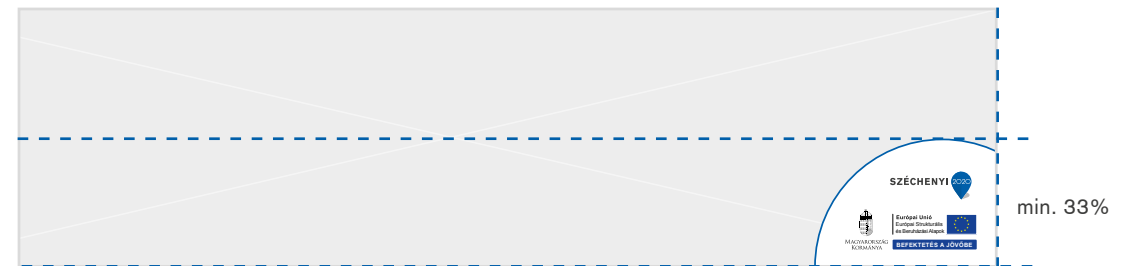 SZÉCHENYI 2020
min. 33%
Európai Unió
Európai Strukturális
és Beruházási Alapok
MAGYARORSZÁG
KORMÁNYA
BEFEKTETÉS A JÖVŐBE